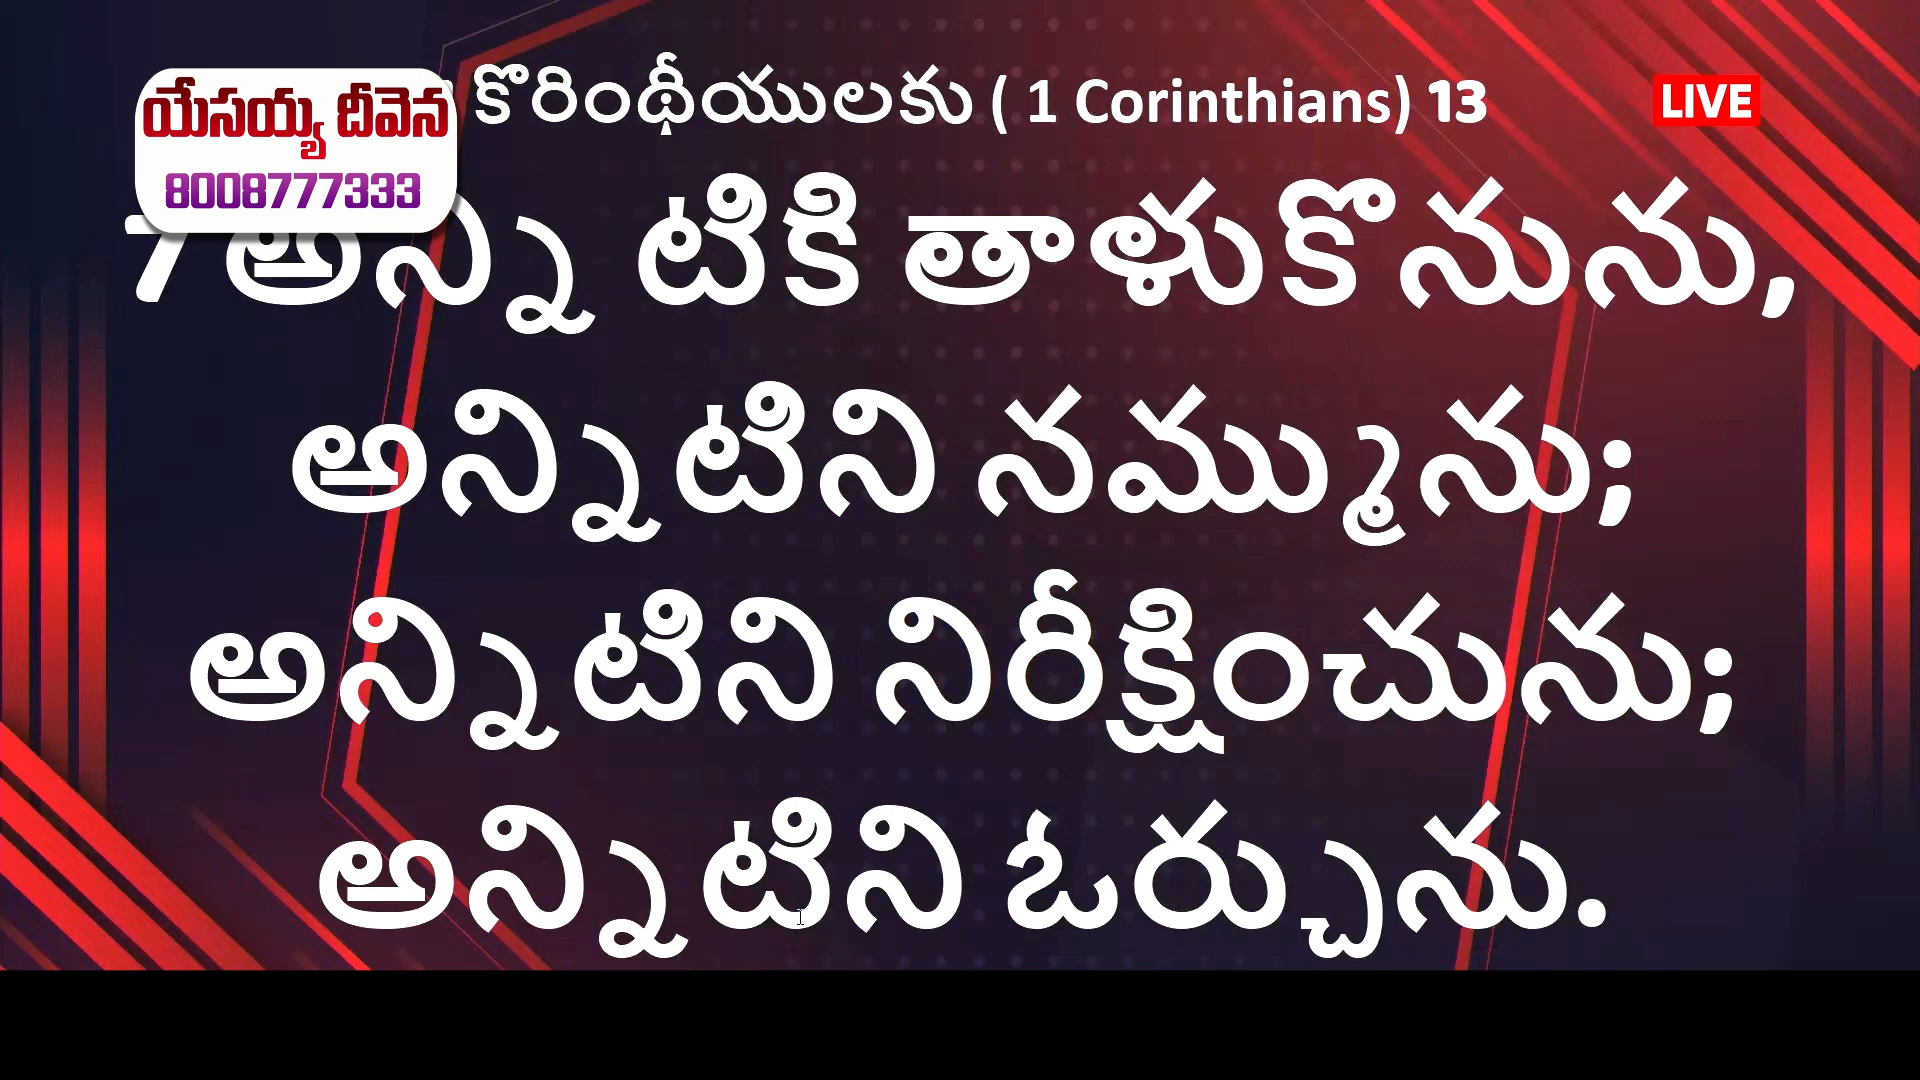 కొరింథీయులకు ( 1 Corinthians) 13
LIVE
యేసయ్య దీవెన
8008777333
7 అన్ని టికి తాళుకొనును,
అన్నిటిని నమ్మును;
అన్నిటిని నిరీక్షించును;
అన్నిటిని ఓర్చును.